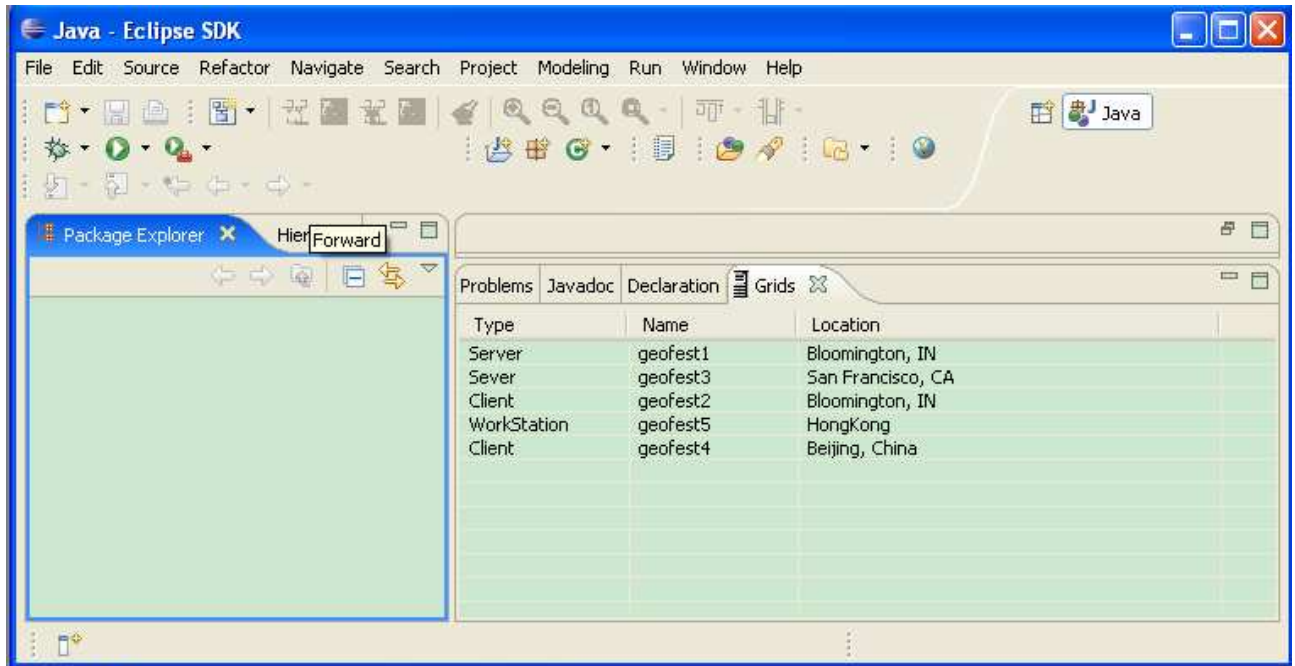 Java - Eclipse SDK
File Edit Source Refactor Navigate Search Project Modeling Run Window Help
Java
Package Explorer Hier
Forward
Problems Javadoc Declaration Grids
Type Name Location
Server geofest1 Bloomington, IN
Sever geofest3 San Francisco, CA
Client geofest2 Bloomington, IN
WorkStation geofest5 HongKong
Client geofest4 Beijing, China